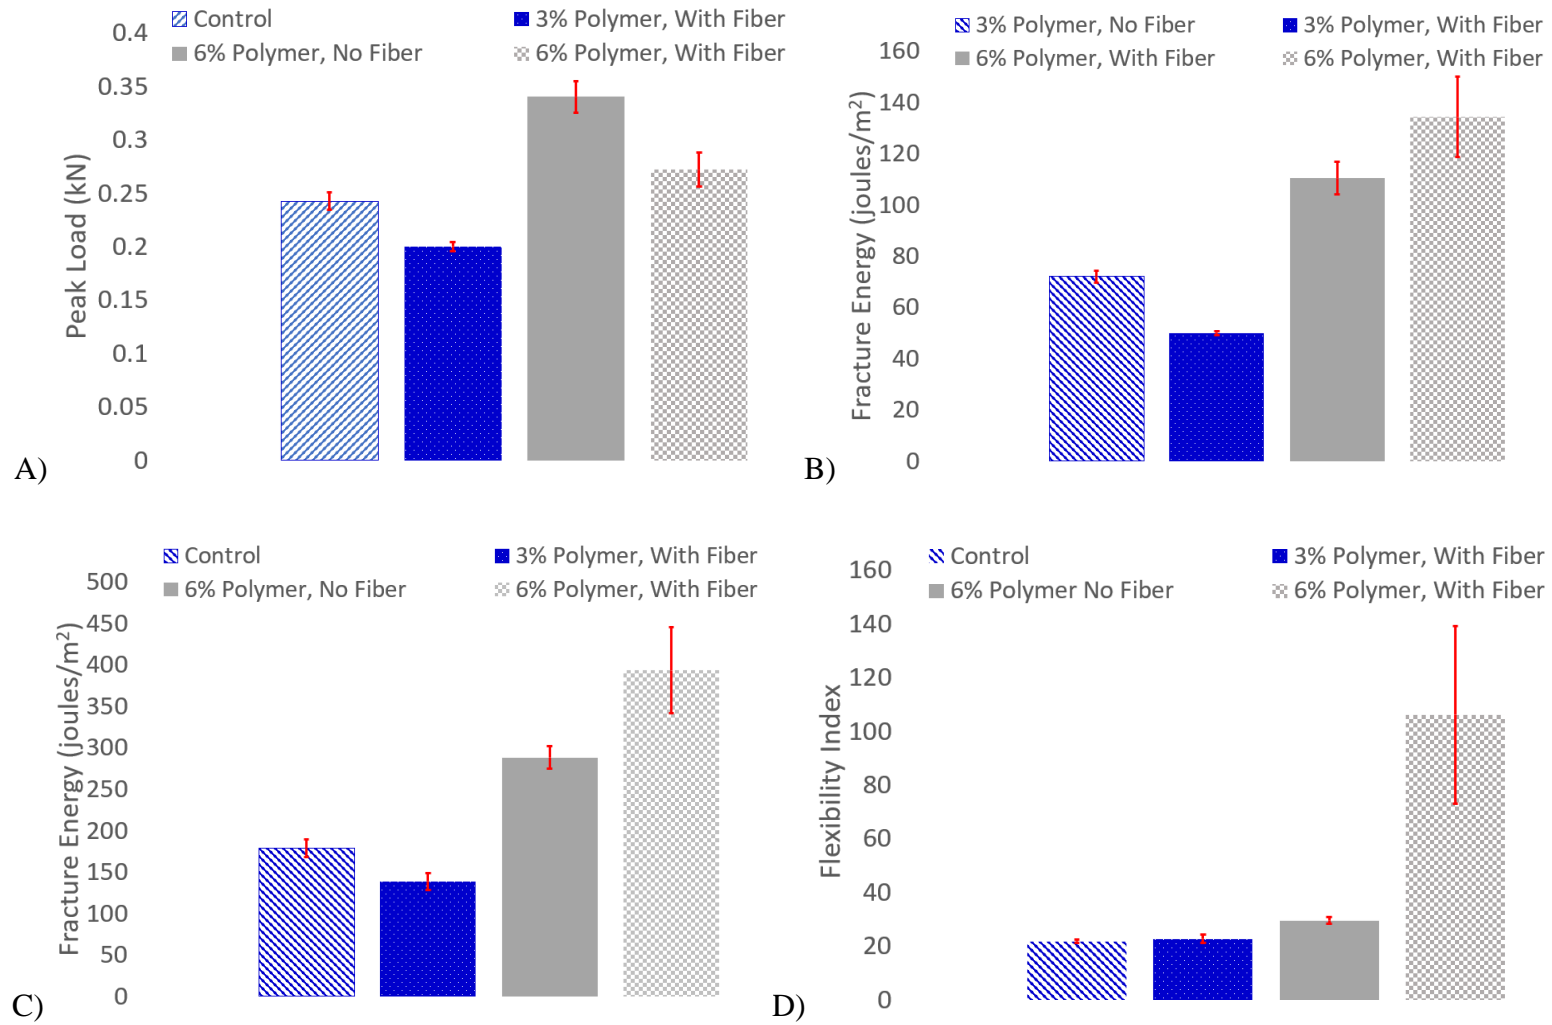 Control
3% Polymer, With Fiber
6% Polymer, No Fiber
6% Polymer, With Fiber
0.4
0.35
0.3
0.25
0.2
0.15
0.1
0.05
0
Peak Load (kN)
A)
3% Polymer, No Fiber
3% Polymer, With Fiber
6% Polymer, With Fiber
6% Polymer, With Fiber
160
140
120
100
80
60
40
20
0
Fracture Energy (joules/m²)
B)
Control
3% Polymer, With Fiber
6% Polymer, No Fiber
6% Polymer, With Fiber
500
450
400
350
300
250
200
150
100
50
0
Fracture Energy (joules/m²)
C)
Control
3% Polymer, With Fiber
6% Polymer No Fiber
6% Polymer, With Fiber
160
140
120
100
80
60
40
20
0
Flexibility Index
D)